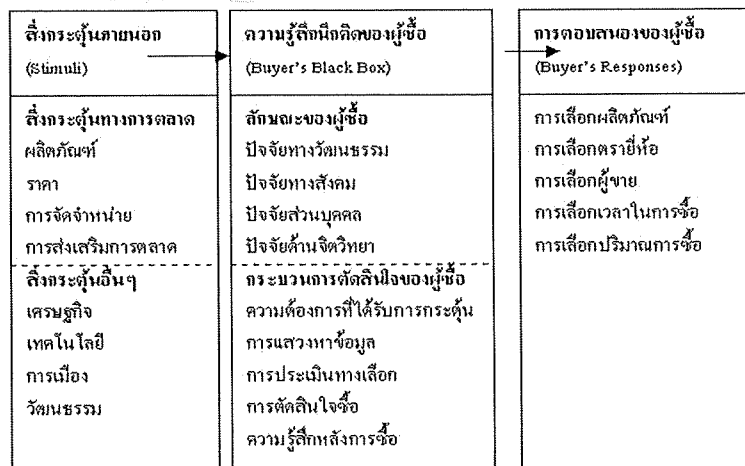 สิ่งกระตุ้นภายนอก
(Stimuli)
สิ่งกระตุ้นทางการตลาด
ผลิตภัณฑ์
ราคา
การจัดจำหน่าย
การส่งเสริมการตลาด
สิ่งกระตุ้นอื่นๆ
เศรษฐกิจ
เทคโนโลยี
การเมือง
วัฒนธรรม
ความรู้สึกนึกคิดของผู้ซื้อ
(Buyer's Black Box)
ลักษณะของผู้ซื้อ
ปัจจัยทางวัฒนธรรม
ปัจจัยทางสังคม
ปัจจัยส่วนบุคคล
ปัจจัยด้านจิตวิทยา
กระบวนการตัดสินใจของผู้ซื้อ
ความต้องการที่ได้รับการกระตุ้น
การแสวงหาข้อมูล
การประเมินทางเลือก
การตัดสินใจซื้อ
ความรู้สึกหลังการซื้อ
การตอบสนองของผู้ซื้อ
(Buyer's Responses)
การเลือกผลิตภัณฑ์
การเลือกตรายี่ห้อ
การเลือกผู้ขาย
การเลือกเวลาในการซื้อ
การเลือกปริมาณการซื้อ